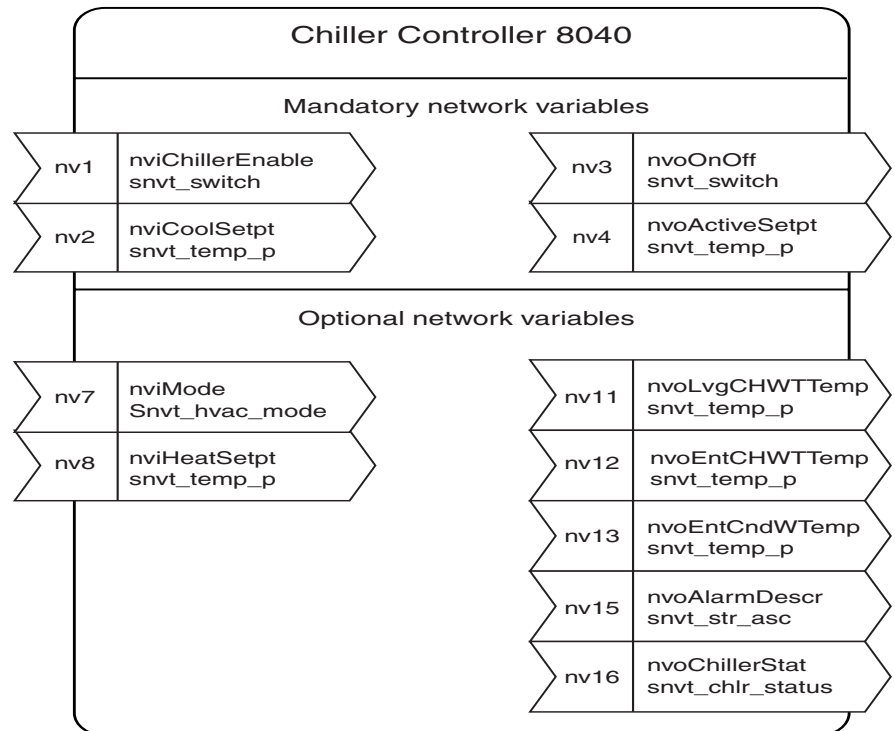 Chiller Controller 8040
Mandatory network variables
nv1
nviChillerEnable
snvt_switch
nv2
nviCoolSetpt
snvt_temp_p
nv3
nvoOnOff
snvt_switch
nv4
nvoActiveSetpt
snvt_temp_p
Optional network variables
nv7
nviMode
Snvt_hvac_mode
nv8
nviHeatSetpt
snvt_temp_p
nv11
nvoLvgCHWTTemp
snvt_temp_p
nv12
nvoEntCHWTTemp
snvt_temp_p
nv13
nvoEntCndWTemp
snvt_temp_p
nv15
nvoAlarmDescr
snvt_str_asc
nv16
nvoChillerStat
snvt_chlr_status